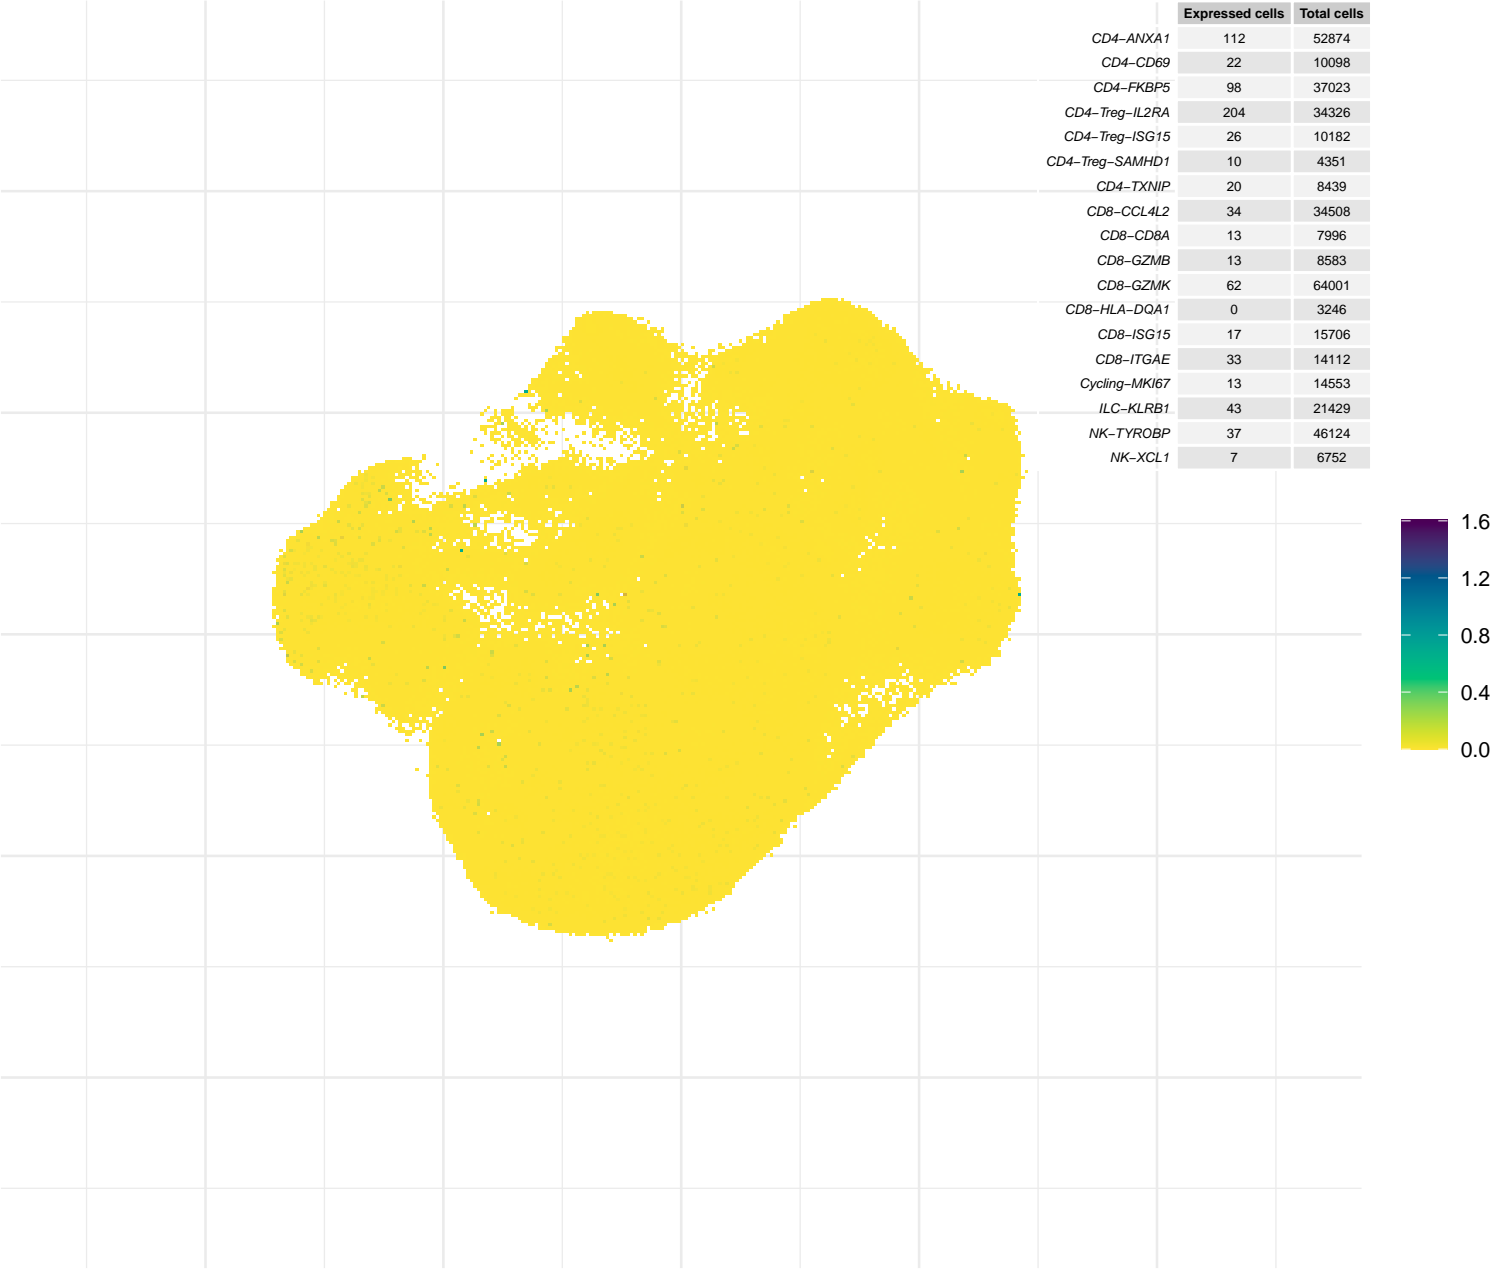 Expressed cells Total cells
CD4−ANXA1 112 52874
CD4−CD69 22 10098
CD4−FKBP5 98 37023
CD4−Treg−IL2RA 204 34326
CD4−Treg−ISG15 26 10182
CD4−Treg−SAMHD1 10 4351
CD4−TXNIP 20 8439
CD8−CCL4L2 34 34508
CD8−CD8A 13 7996
CD8−GZMB 13 8583
CD8−GZMK 62 64001
CD8−HLA−DQA1 0 3246
CD8−ISG15 17 15706
CD8−ITGAE 33 14112
Cycling−MKI67 13 14553
ILC−KLRB1 43 21429
NK−TYROBP 37 46124
NK−XCL1 7 6752
1.6
1.2
0.8
0.4
0.0